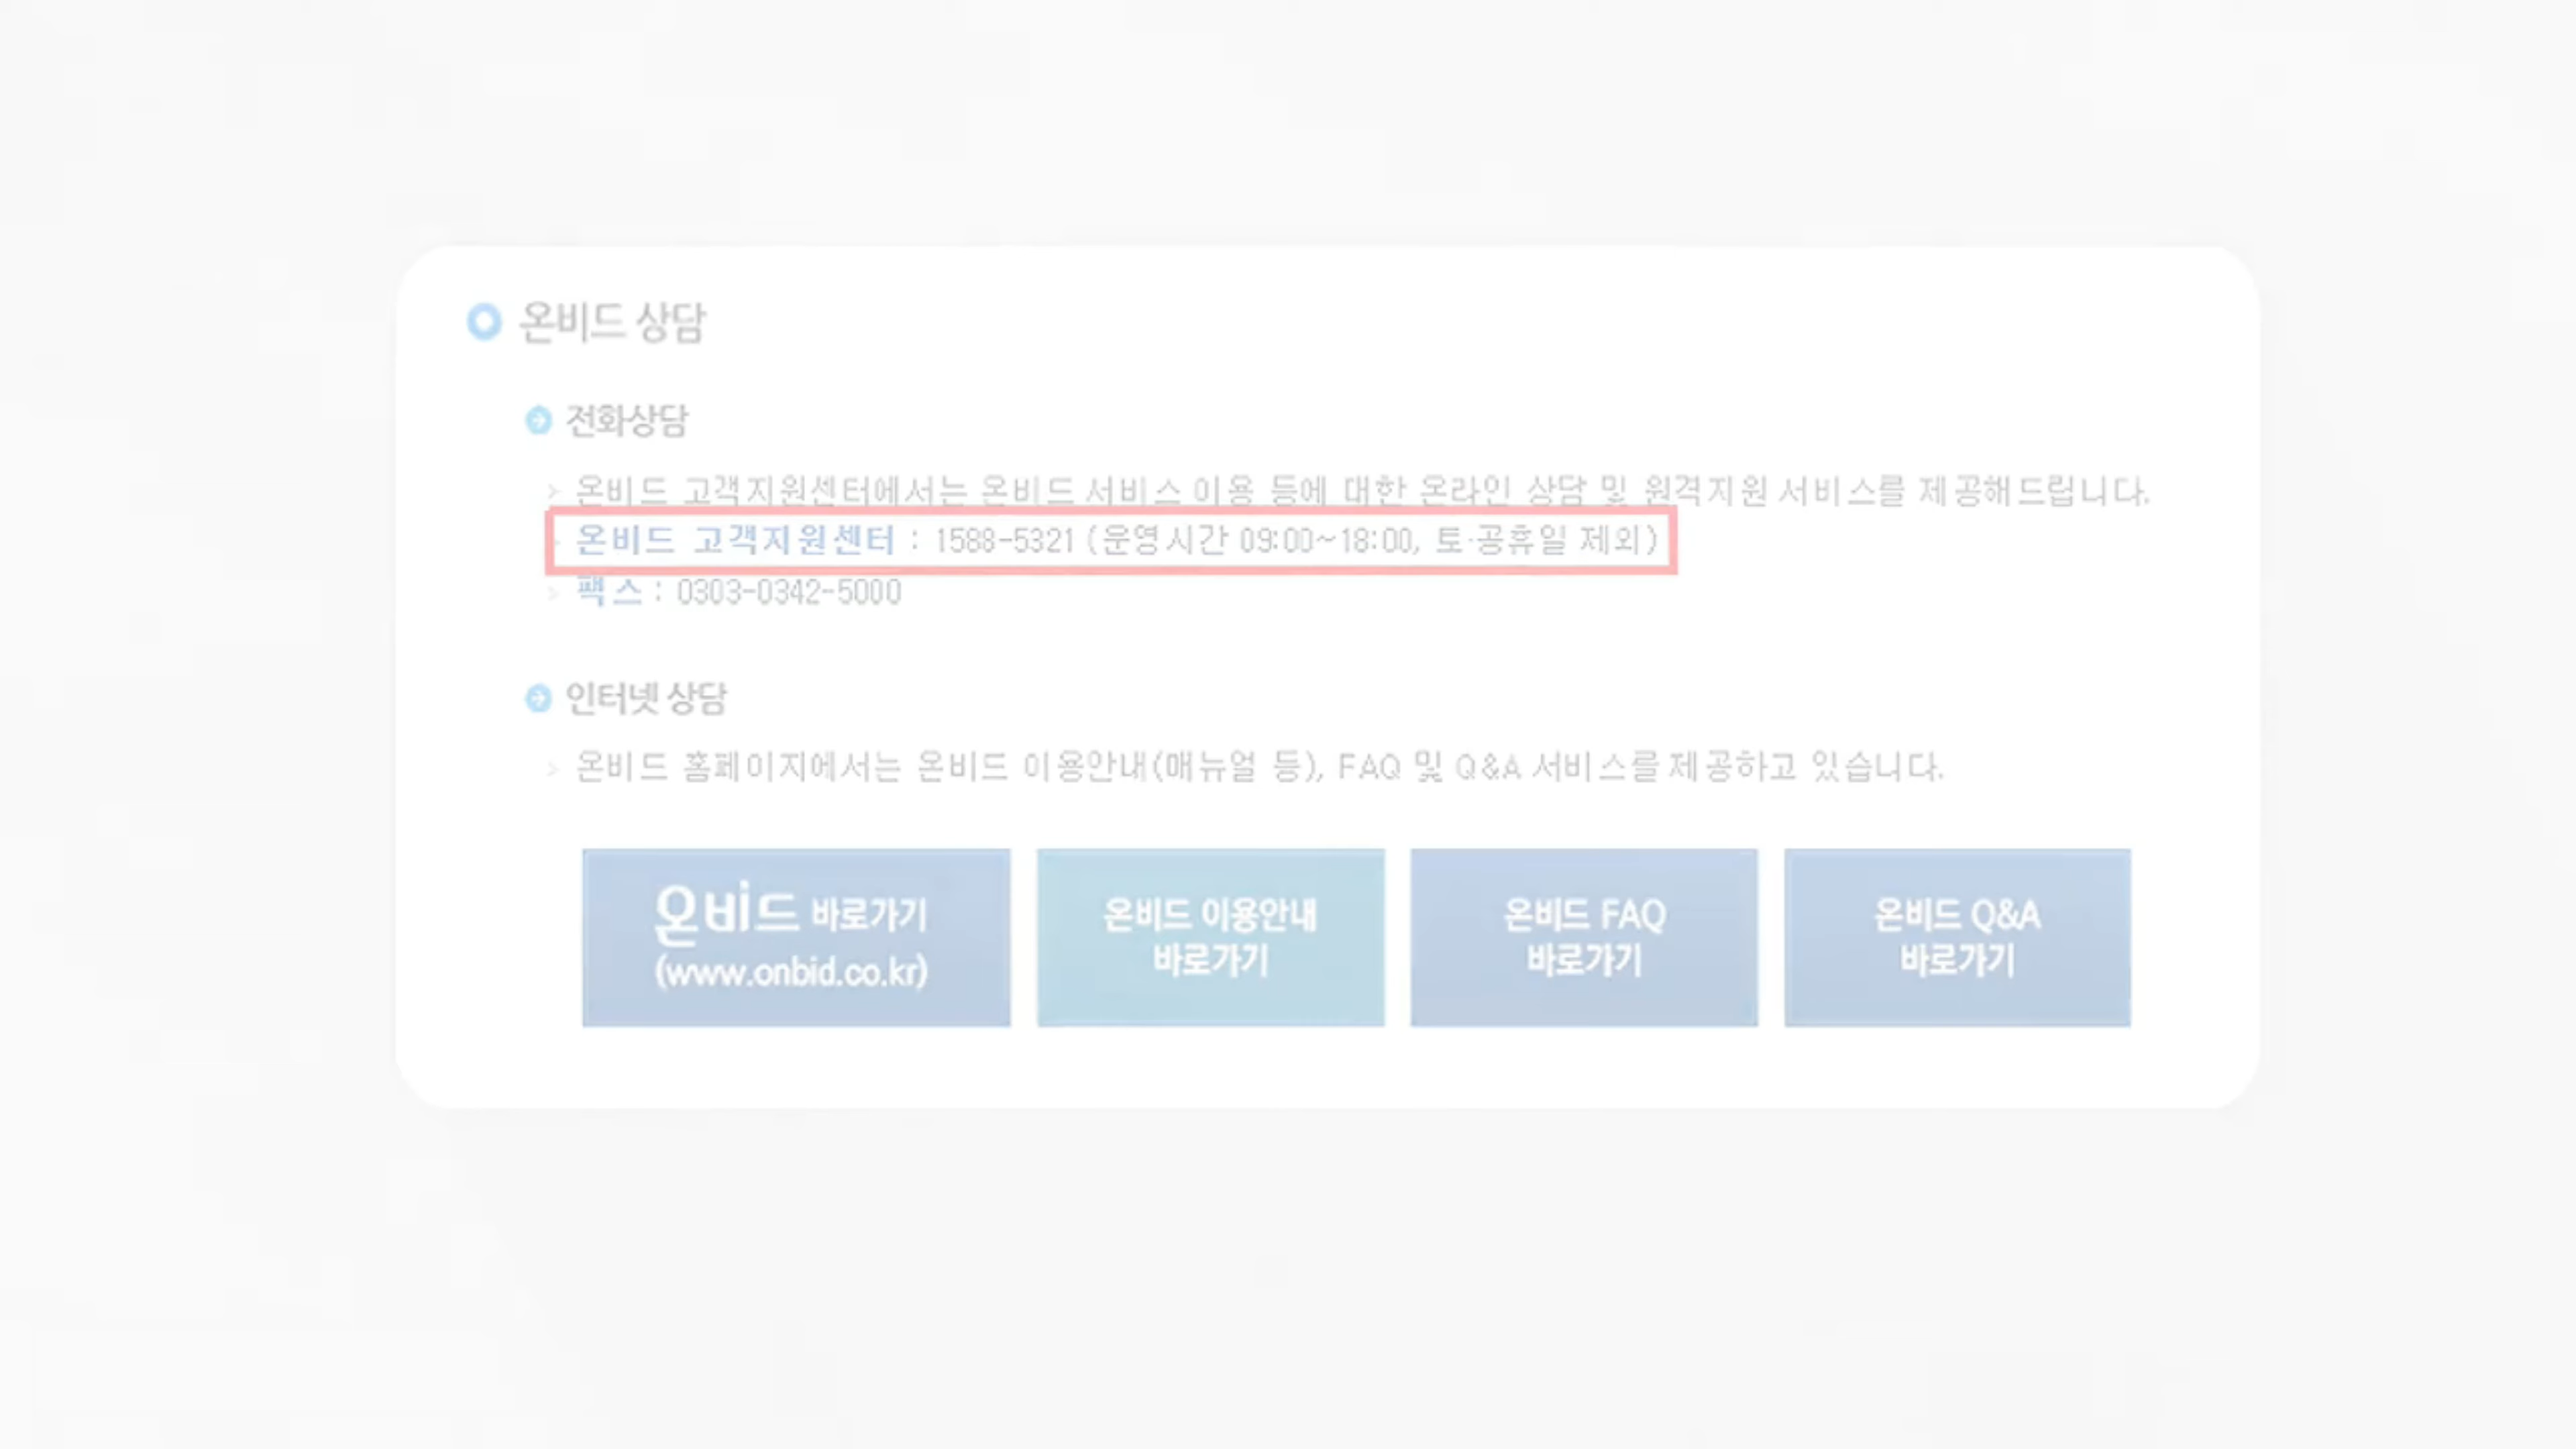 온비드 상담
전화상담
> 온비드 고객지원센터에서는 온비드 서비스 이용 등에 대한 온라인 상담 및 원격지원 서비스를 제공해드립니다.
온비드 고객지원센터 : 1588-5321 (운영시간 09:00~18:00, 토·공휴일 제외)
> 팩스 : 0303-0342-5000
인터넷 상담
> 온비드 홈페이지에서는 온비드 이용안내(매뉴얼 등), FAQ 및 Q&A 서비스를 제공하고 있습니다.
온비드 바로가기
(www.onbid.co.kr)
온비드 이용안내
바로가기
온비드 FAQ
바로가기
온비드 Q&A
바로가기